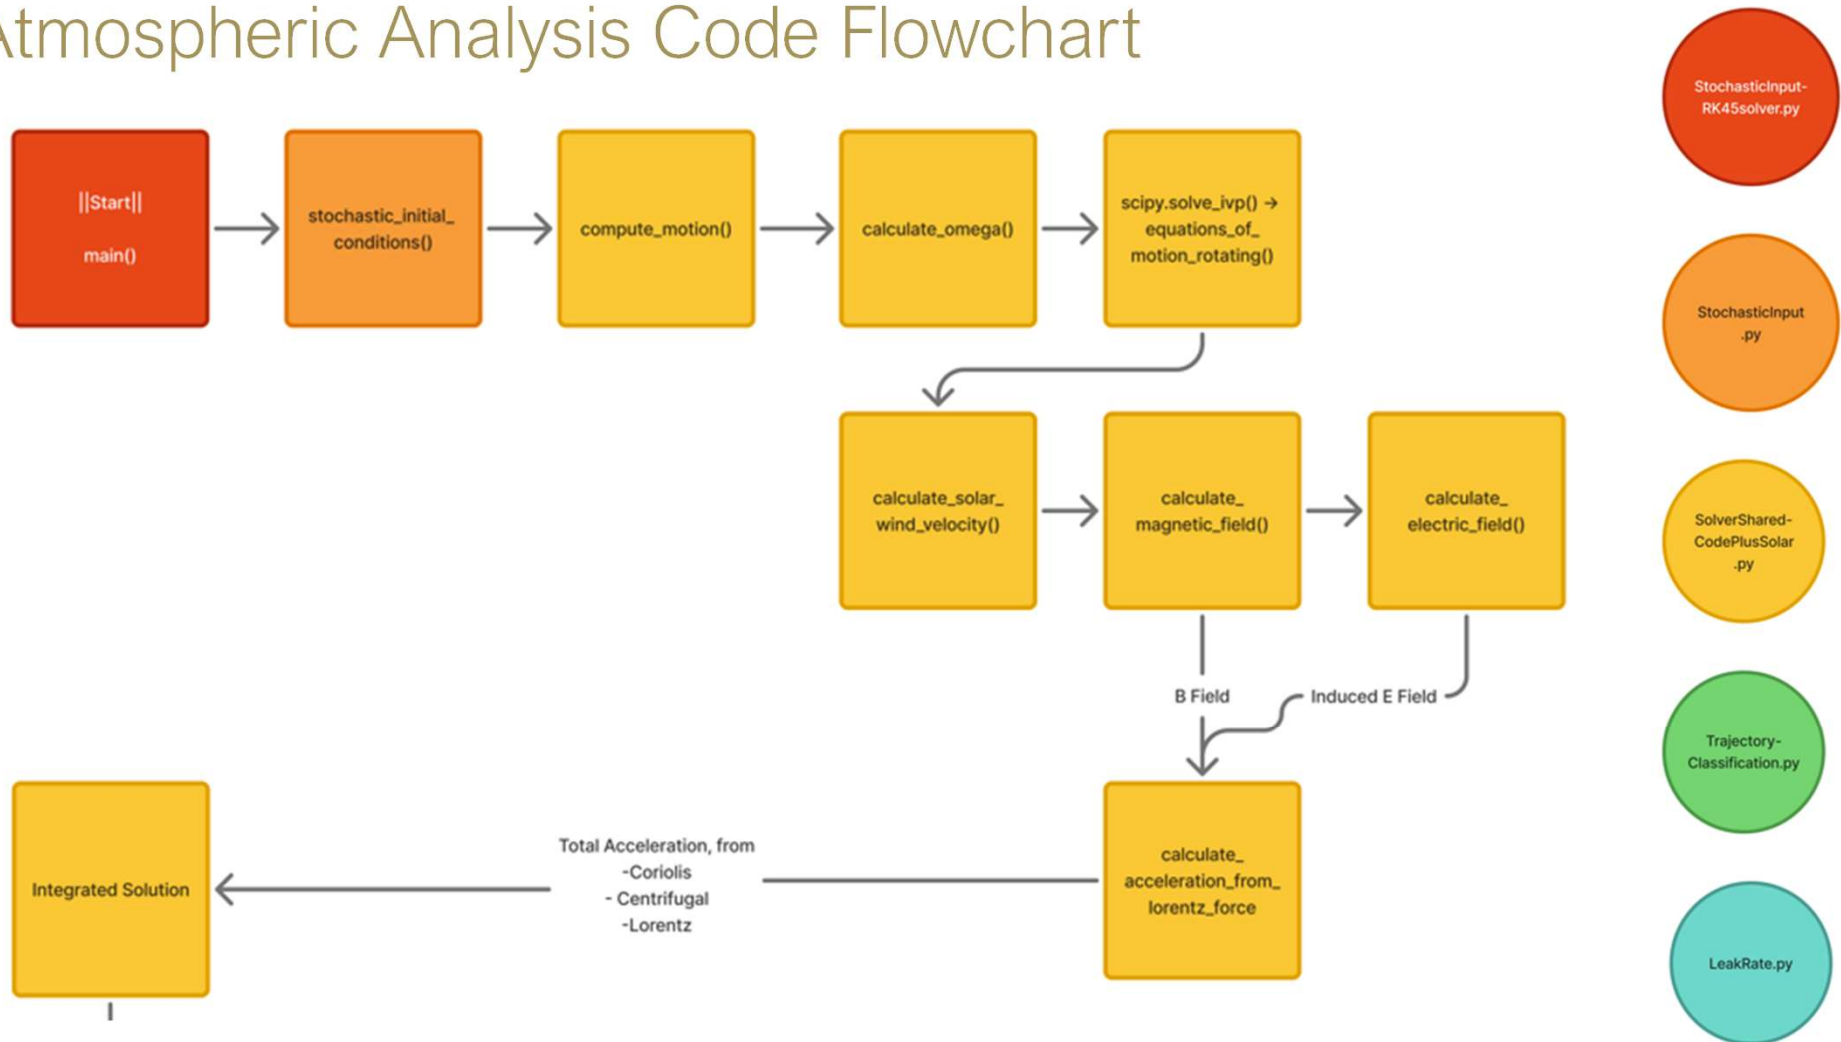 Atmospheric Analysis Code Flowchart
||Start||
main()
stochastic_initial_
conditions()
compute_motion()
calculate_omega()
scipy.solve_ivp() →
equations_of_
motion_rotating()
calculate_solar_
wind_velocity()
calculate_
magnetic_field()
calculate_
electric_field()
B Field
Induced E Field
calculate_
acceleration_from_
lorentz_force
Total Acceleration, from
-Coriolis
- Centrifugal
-Lorentz
Integrated Solution
StochasticInput-
RK45solver.py
StochasticInput
.py
SolverShared-
CodePlusSolar
.py
Trajectory-
Classification.py
LeakRate.py